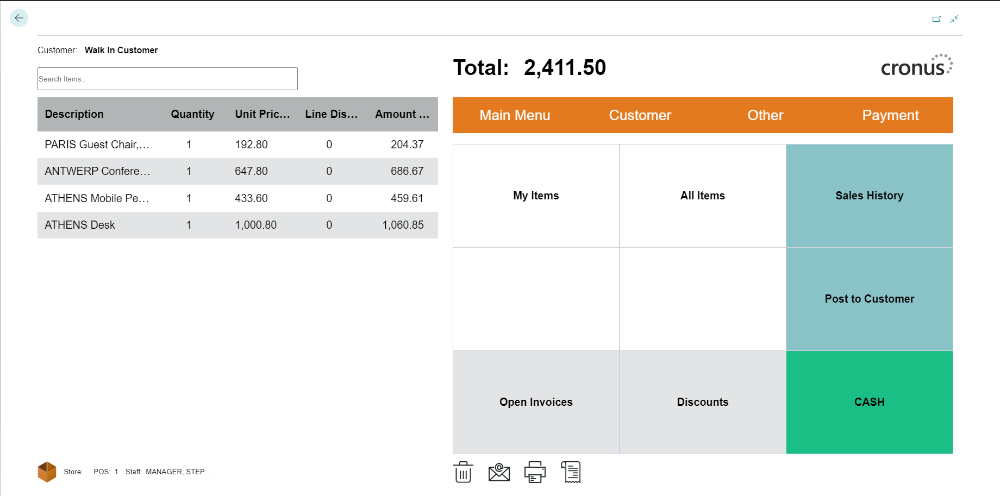 Customer: Walk In Customer
Search Items..
Total: 2,411.50
cronus
Description Quantity Unit Pric... Line Dis... Amount ...
PARIS Guest Chair,... 1 192.80 0 204.37
ANTWERP Confere... 1 647.80 0 686.67
ATHENS Mobile Pe... 1 433.60 0 459.61
ATHENS Desk 1 1,000.80 0 1,060.85
Main Menu Customer Other Payment
My Items All Items Sales History
Post to Customer
Open Invoices Discounts CASH
Store: POS: 1 Staff: MANAGER, STEP...